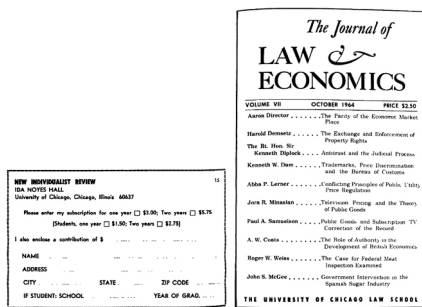 NEW INDIVIDUALIST REVIEW 15
IDA NOYES HALL
University of Chicago, Chicago, Illinois 60637
Please enter my subscription for one year □ $3.00; Two years □ $5.75
(Students, one year □ $1.50; Two years □ $2.75)
I also enclose a contribution of $
NAME
ADDRESS
CITY STATE ZIP CODE
IF STUDENT: SCHOOL YEAR OF GRAD.
The Journal of
LAW &
ECONOMICS
VOLUME VII OCTOBER 1964 PRICE $2.50
Aaron Director . . . . . . . The Parity of the Economic Market
Place
Harold Demsetz . . . . . . The Exchange and Enforcement of
Property Rights
The Rt. Hon. Sir
Kenneth Diplock . . . . Antitrust and the Judicial Process
Kenneth W. Dam . . . . . . Trademarks, Price Discrimination
and the Bureau of Customs
Abba P. Lerner . . . . . . . Conflicting Principles of Public Utility
Price Regulation
Jora R. Minasian . . . . . . Television Pricing and the Theory
of Public Goods
Paul A. Samuelson . . . . Public Goods and Subscription TV
Correction of the Record
A. W. Coats . . . . . . . . . The Role of Authority in the
Development of British Economics
Roger W. Weiss . . . . . . . The Case for Federal Meat
Inspection Examined
John S. McGee . . . . . . . Government Intervention in the
Spanish Sugar Industry
THE UNIVERSITY OF CHICAGO LAW SCHOOL